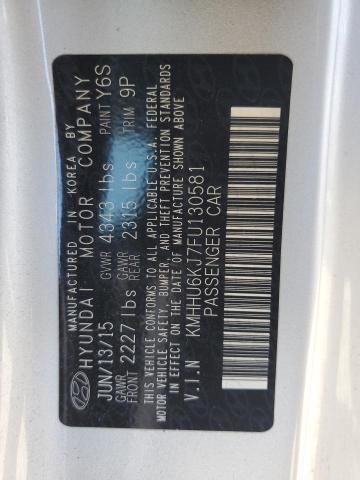 MANUFACTURED IN KOREA BY
HYUNDAI MOTOR COMPANY
JUN/13/15 GVWR 4343 lbs PAINT Y6S
GAWR FRONT 2227 lbs GAWR REAR 2315 lbs TRIM 9P
THIS VEHICLE CONFORMS TO ALL APPLICABLE U.S.A. FEDERAL
MOTOR VEHICLE SAFETY, BUMPER, AND THEFT PREVENTION STANDARDS
IN EFFECT ON THE DATE OF MANUFACTURE SHOWN ABOVE
V.I.N KMHHU6KJ7FU130581
PASSENGER CAR